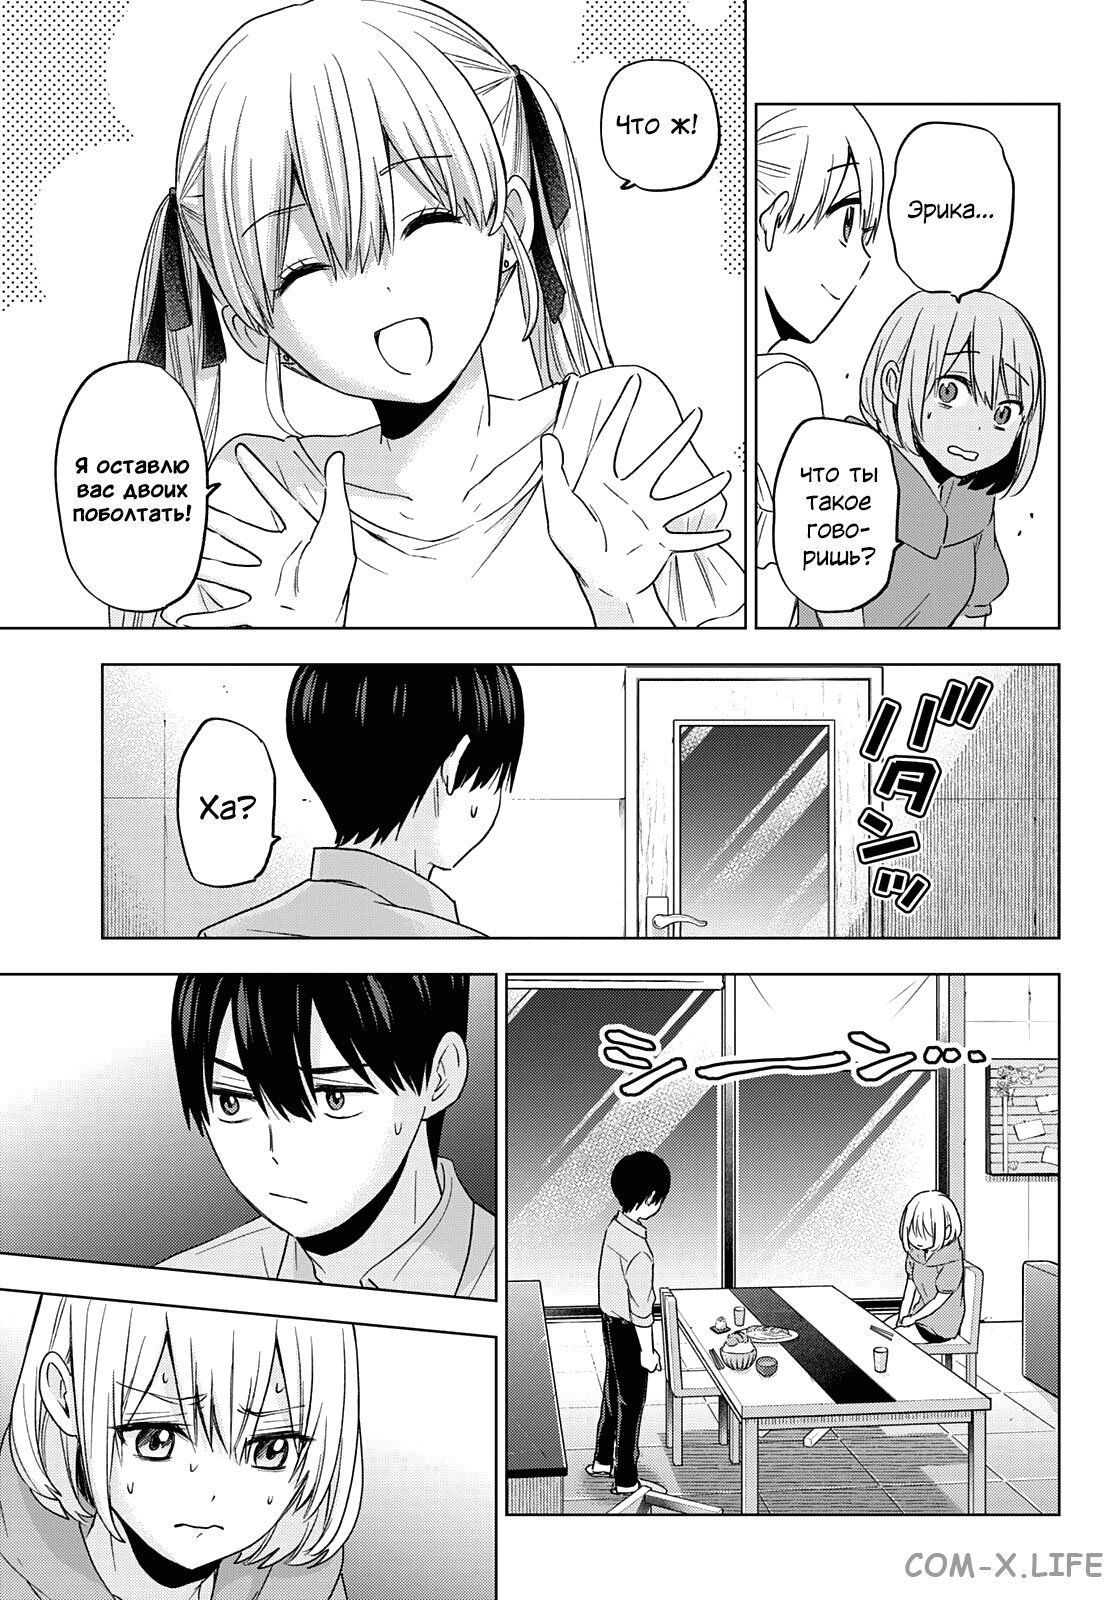 Эрика...
что ты
такое
гово-
ришь?
Что ж!
Я оставлю
вас двоих
поболтать!
バタンッ
Ха?
シーーン...
COM-X.LIFE